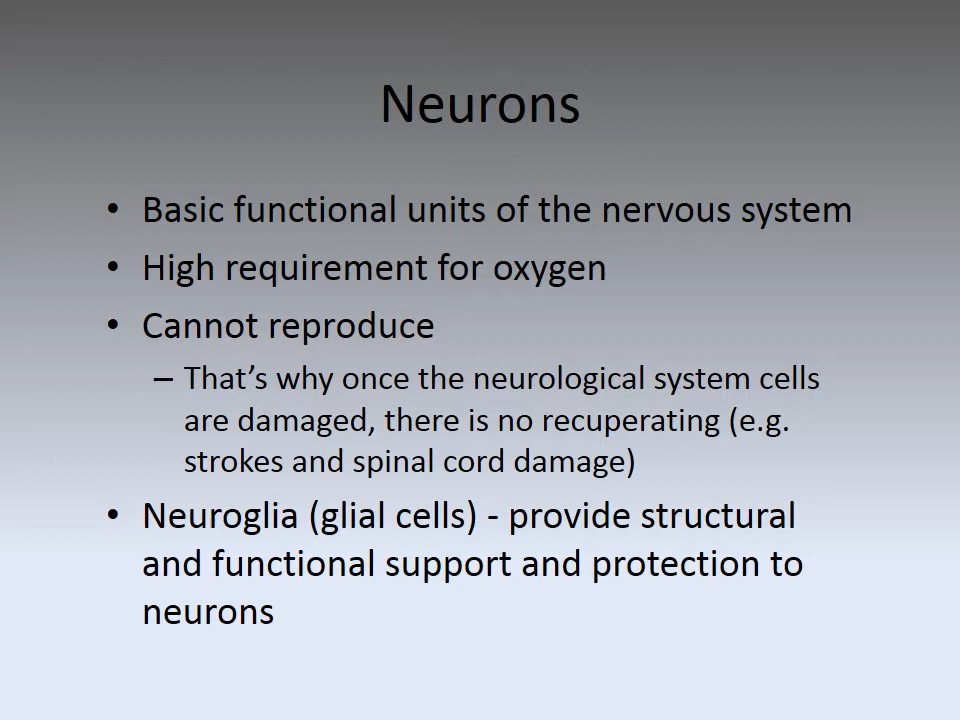 Neurons
• Basic functional units of the nervous system
• High requirement for oxygen
• Cannot reproduce
– That’s why once the neurological system cells
are damaged, there is no recuperating (e.g.
strokes and spinal cord damage)
• Neuroglia (glial cells) - provide structural
and functional support and protection to
neurons